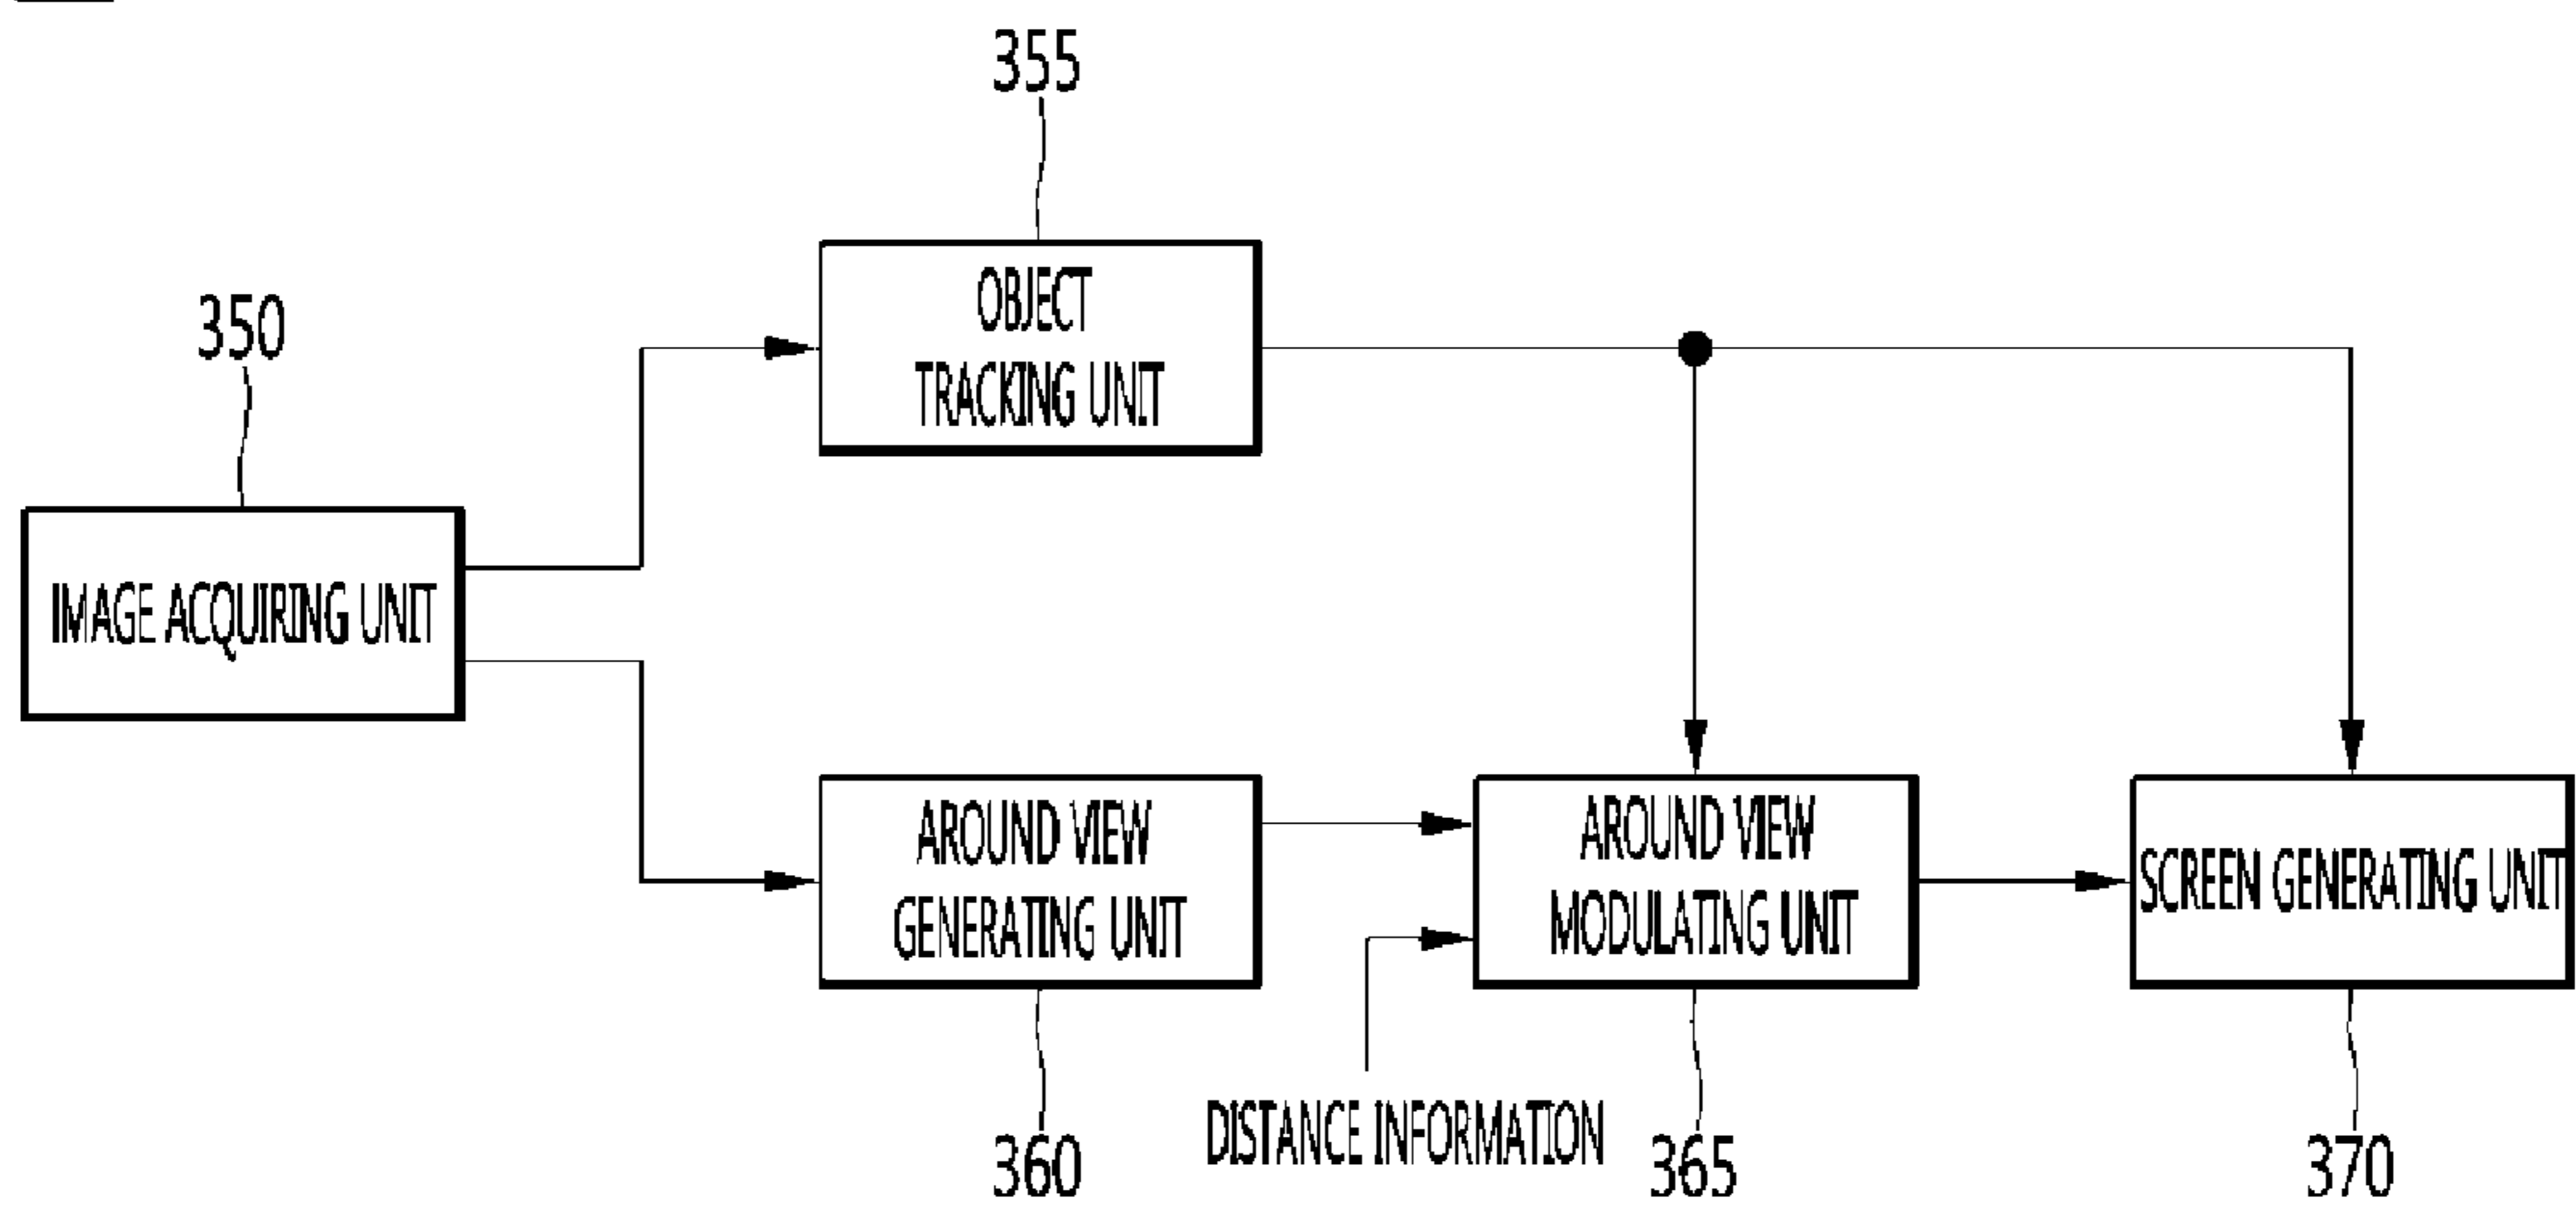 355
OBJECT
TRACKING UNIT
350
IMAGE ACQUIRING UNIT
AROUND VIEW
GENERATING UNIT
AROUND VIEW
MODULATING UNIT
SCREEN GENERATING UNIT
DISTANCE INFORMATION
360
365
370